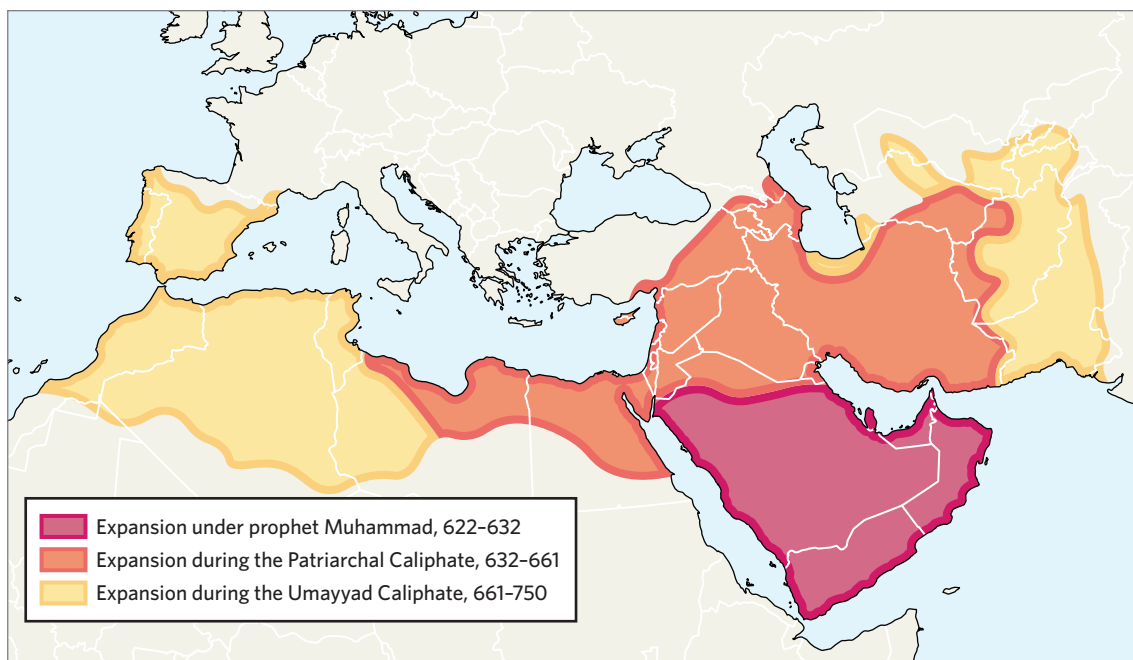 Expansion under prophet Muhammad, 622–632
Expansion during the Patriarchal Caliphate, 632–661
Expansion during the Umayyad Caliphate, 661–750